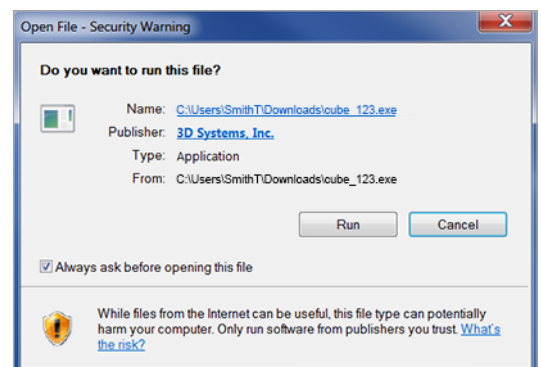 Open File - Security Warning
Do you want to run this file?
Name: C:\Users\SmithT\Downloads\cube_123.exe
Publisher: 3D Systems, Inc.
Type: Application
From: C:\Users\SmithT\Downloads\cube_123.exe
Run Cancel
Always ask before opening this file
While files from the Internet can be useful, this file type can potentially
harm your computer. Only run software from publishers you trust. What's
the risk?